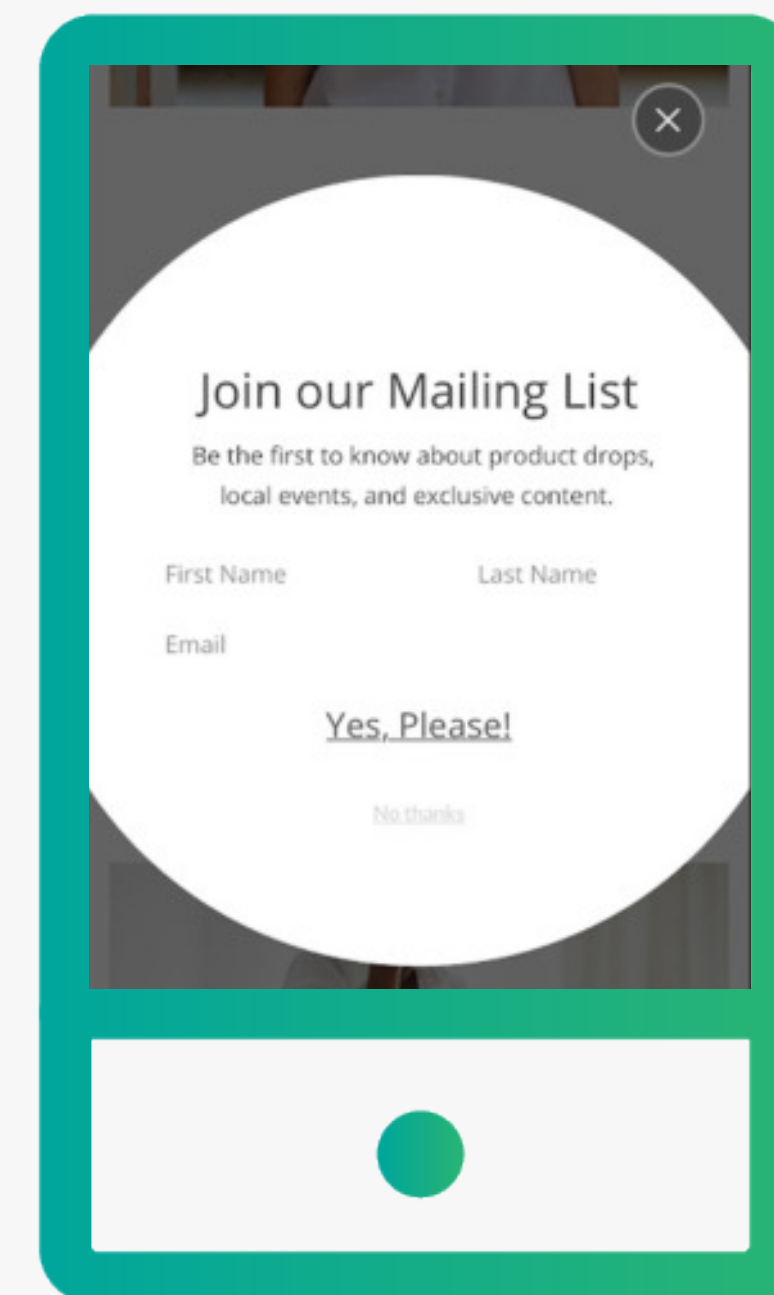 Join our Mailing List
Be the first to know about product drops,
local events, and exclusive content.
First Name Last Name
Email
Yes, Please!
No thanks